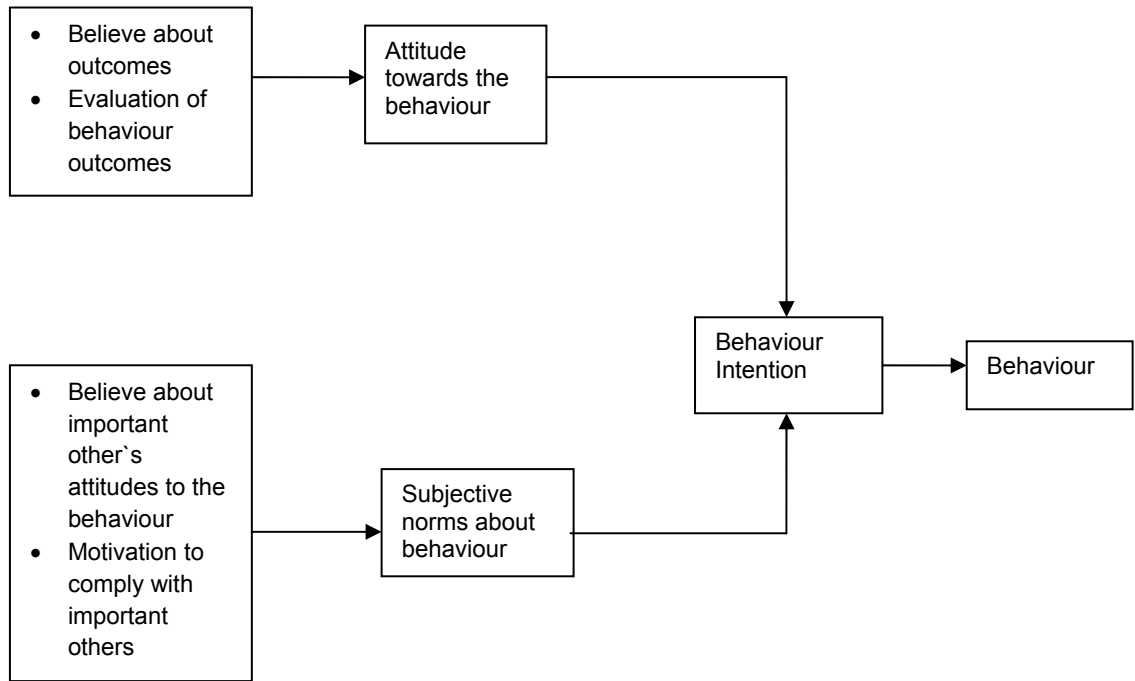 • Believe about
outcomes
• Evaluation of
behaviour
outcomes
Attitude
towards the
behaviour
Behaviour
Intention
Behaviour
• Believe about
important
other`s
attitudes to the
behaviour
• Motivation to
comply with
important
others
Subjective
norms about
behaviour